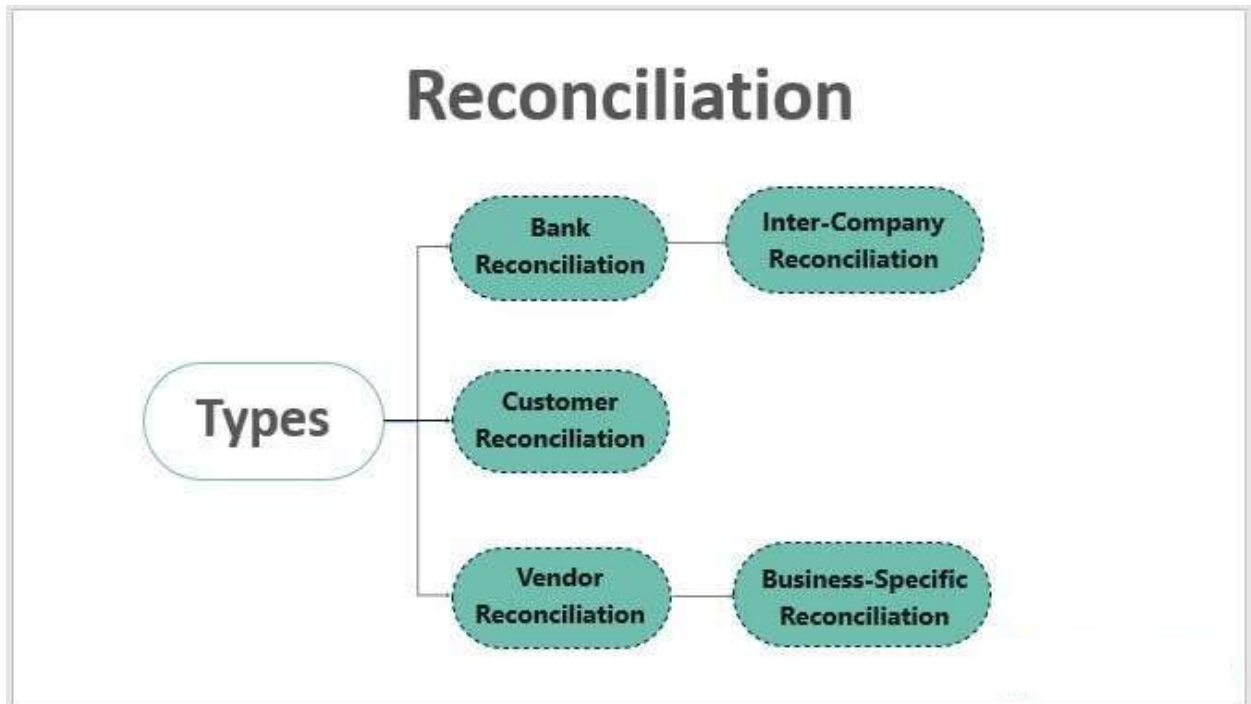 Reconciliation
Bank
Reconciliation
Inter-Company
Reconciliation
Types
Customer
Reconciliation
Vendor
Reconciliation
Business-Specific
Reconciliation